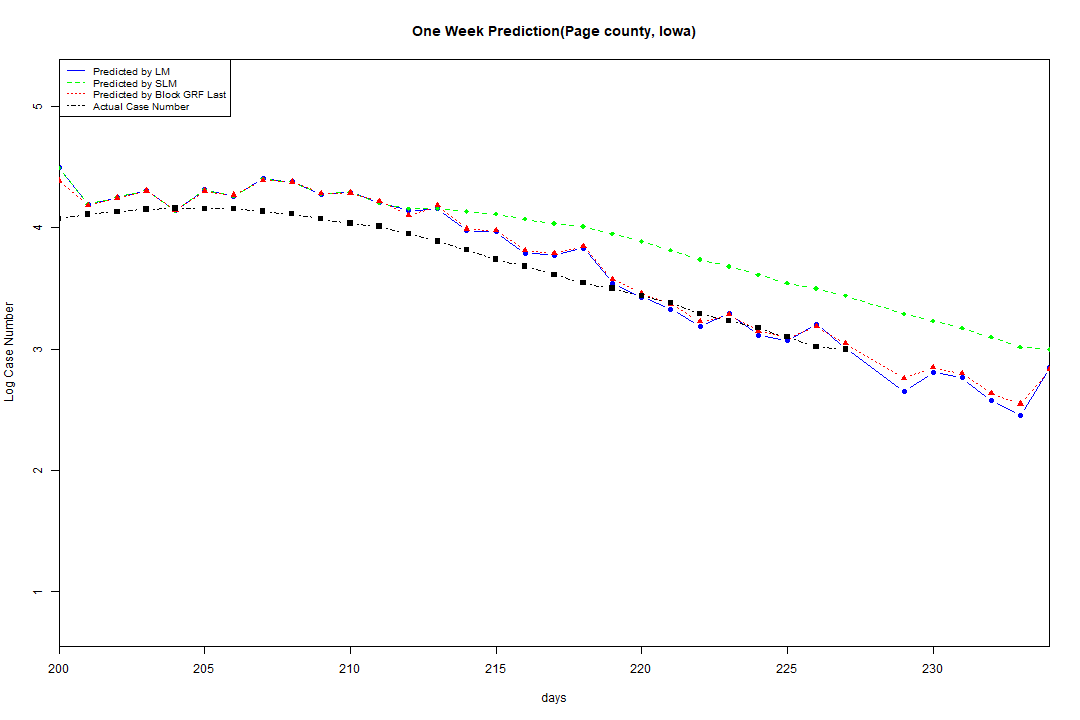 One Week Prediction(Page county, Iowa)
Predicted by LM
Predicted by SLM
Predicted by Block GRF Last
Actual Case Number
5
4
3
2
1
Log Case Number
200 205 210 215 220 225 230
days